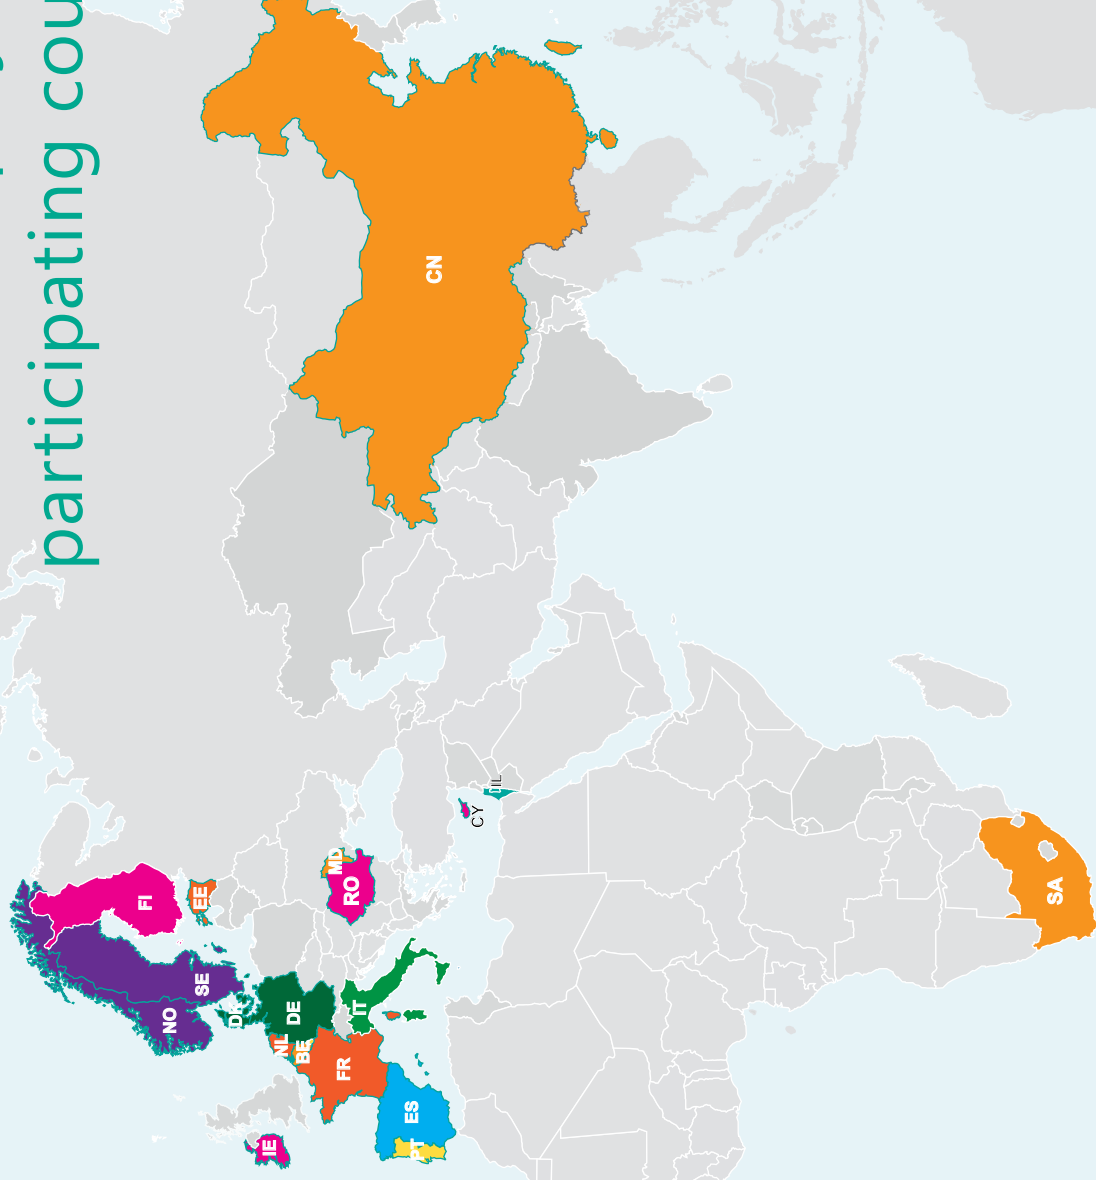 participating cou
CN
IL
CY
MD
RO
FI
EE
SE
NO
DK
DE
IT
NL
BE
FR
ES
PT
IE
SA